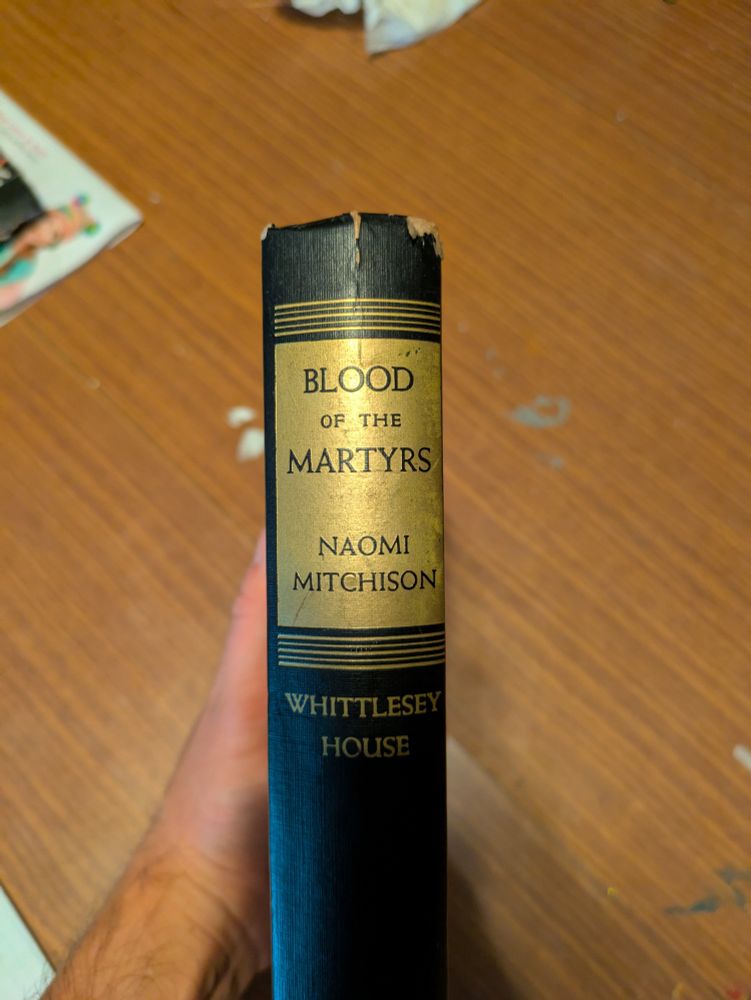 BLOOD
OF THE
MARTYRS
NAOMI
MITCHISON
WHITTLESEY
HOUSE